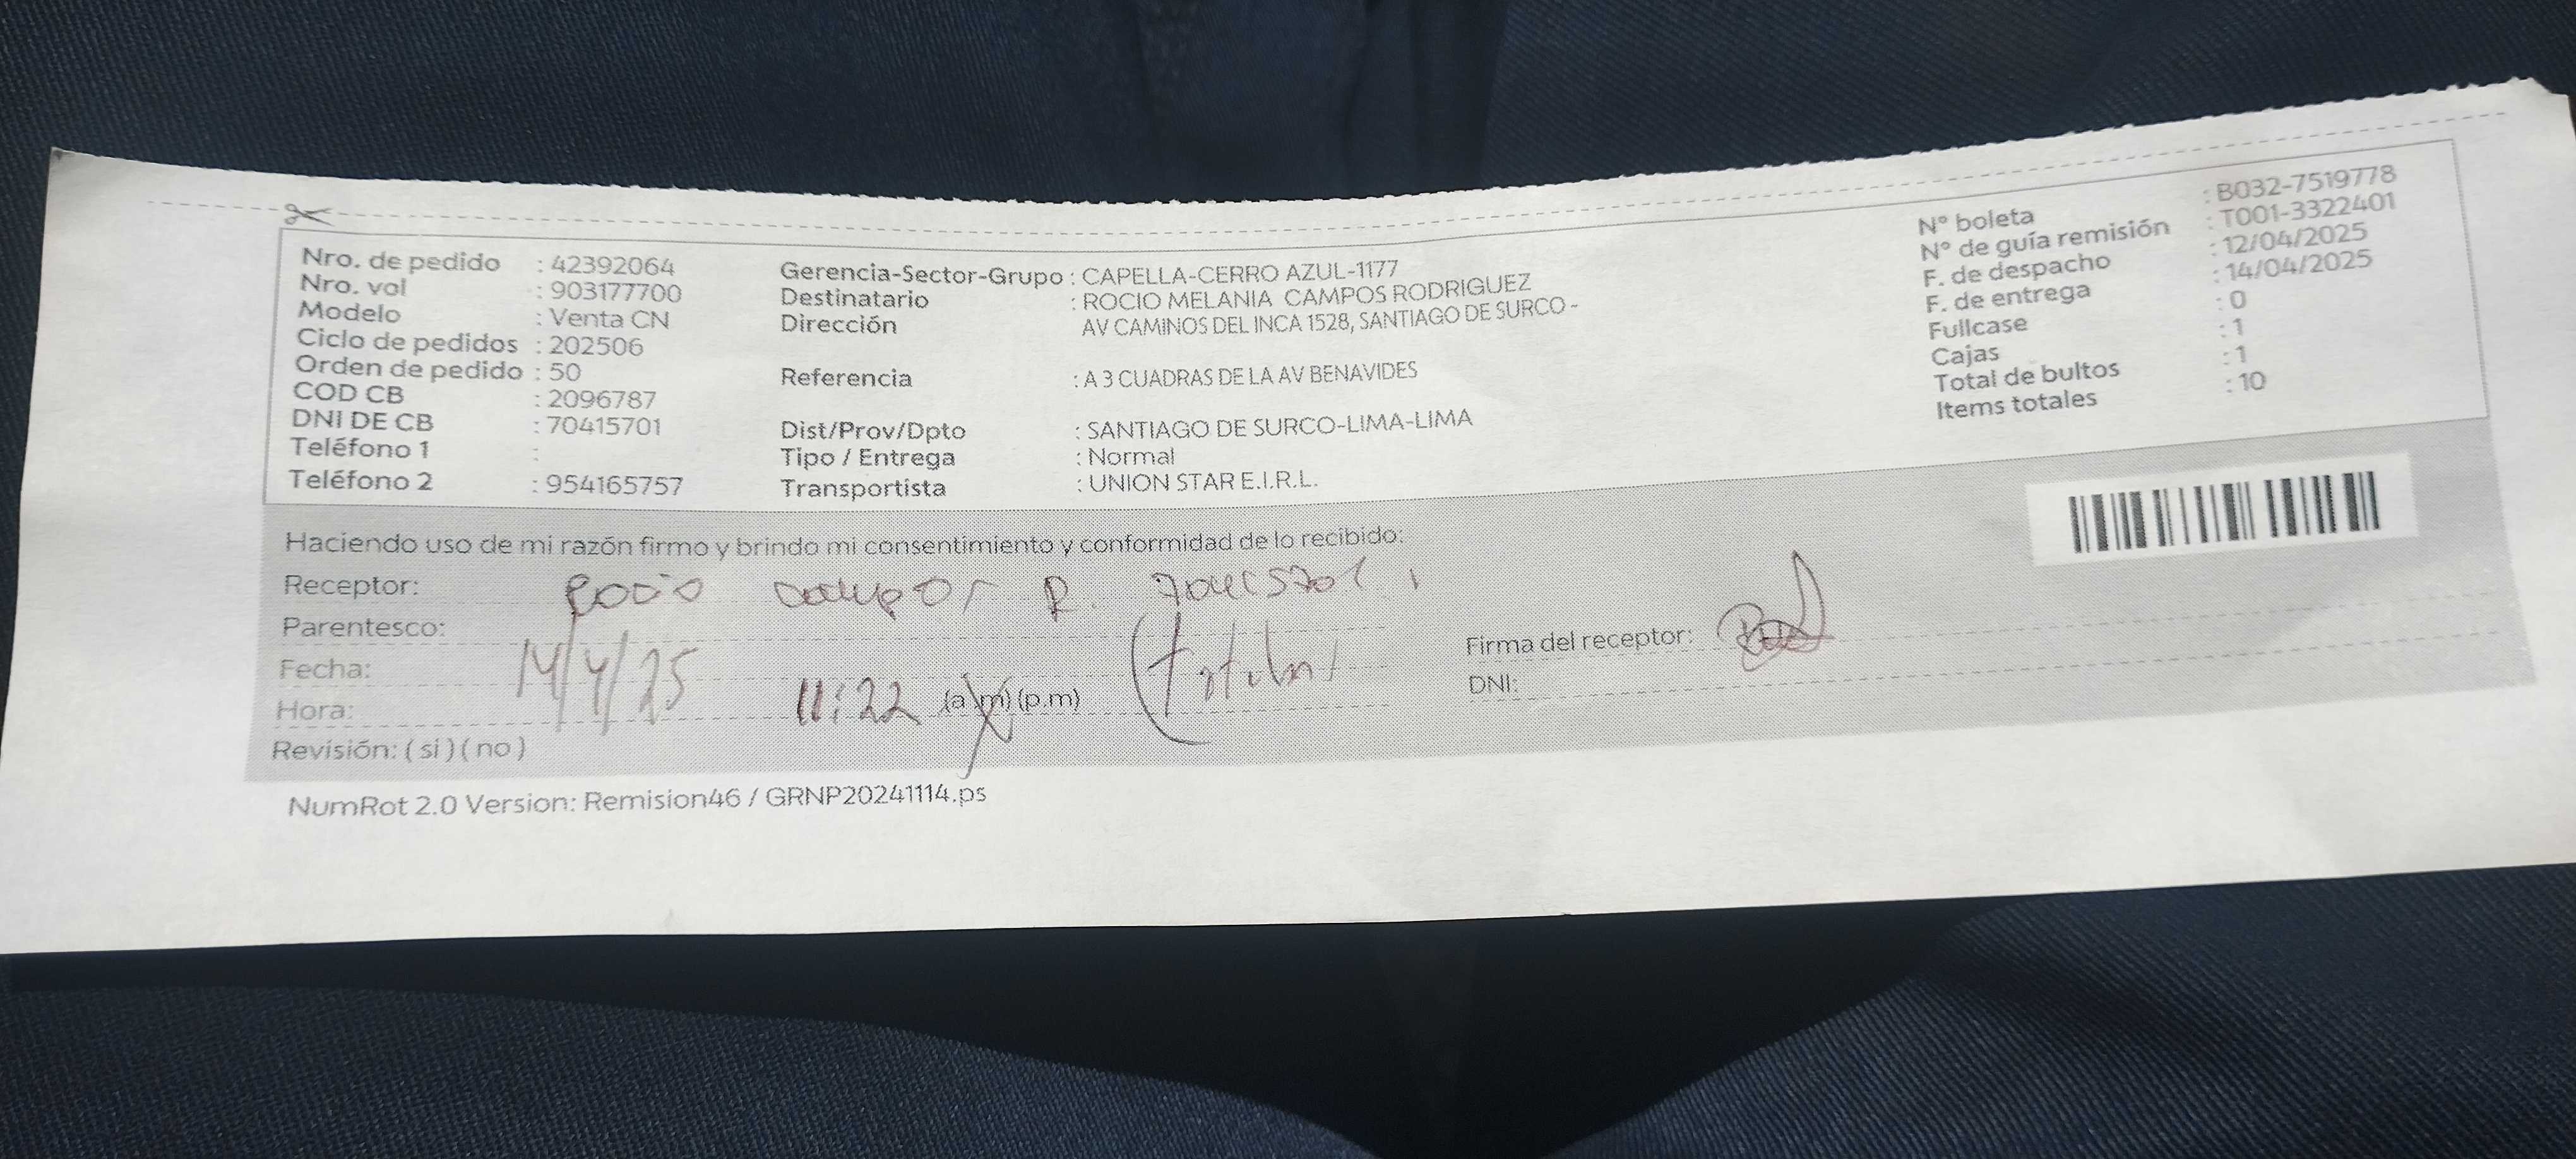 Nro. de pedido : 42392064
Nro. vol : 903177700
Modelo : Venta CN
Ciclo de pedidos : 202506
Orden de pedido : 50
COD CB : 2096787
DNI DE CB : 70415701
Teléfono 1 :
Teléfono 2 : 954165757
Gerencia-Sector-Grupo : CAPELLA-CERRO AZUL-1177
Destinatario : ROCIO MELANIA CAMPOS RODRIGUEZ
Dirección : AV CAMINOS DEL INCA 1528, SANTIAGO DE SURCO -
Referencia : A 3 CUADRAS DE LA AV BENAVIDES
Dist/Prov/Dpto : SANTIAGO DE SURCO-LIMA-LIMA
Tipo / Entrega : Normal
Transportista : UNION STAR E.I.R.L.
N° boleta : B032-7519778
N° de guía remisión : T001-3322401
F. de despacho : 12/04/2025
F. de entrega : 14/04/2025
Fullcase : 0
Cajas : 1
Total de bultos : 1
Items totales : 10
Haciendo uso de mi razón firmo y brindo mi consentimiento y conformidad de lo recibido:
Receptor: Rocio Campos R. 70415701
Parentesco: (titular
Fecha: 14/4/25
Hora: 11:22 (a.m) (p.m)
Revisión: ( si ) ( no )
Firma del receptor:
DNI:
NumRot 2.0 Version: Remision46 / GRNP20241114.ps